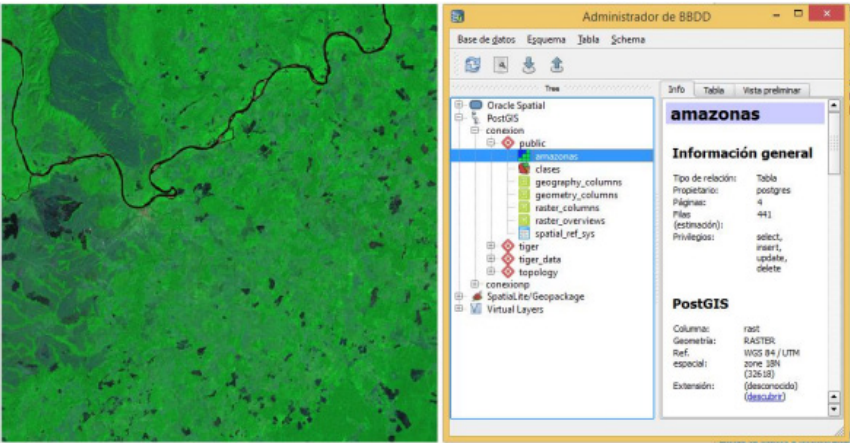 Administrador de BBDD
Base de datos Esquema Tabla Schema
Tree
Oracle Spatial
PostGIS
conexion
public
amazonas
clases
geography_columns
geometry_columns
raster_columns
raster_overviews
spatial_ref_sys
tiger
tiger_data
topology
conexionp
SpatiaLite/Geopackage
Virtual Layers
Info Tabla Vista preliminar
amazonas
Información general
Tipo de relación: Tabla
Propietario: postgres
Páginas: 4
Filas 441
(estimación):
Privilegios: select,
insert,
update,
delete
PostGIS
Columna: rast
Geometría: RASTER
Ref. WGS 84 / UTM
espacial: zone 18N
(32618)
Extensión: (desconocido)
(descubrir)